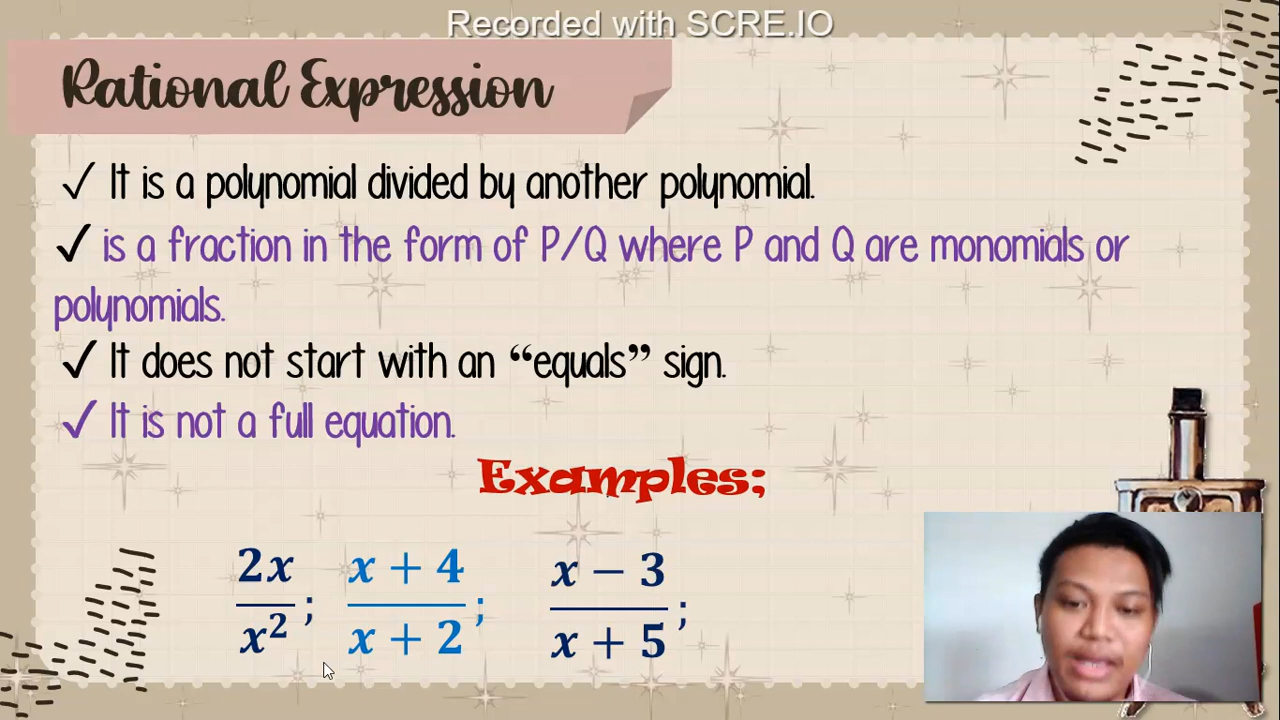 Recorded with SCRE.IO
Rational Expression
✓ It is a polynomial divided by another polynomial.
✓ is a fraction in the form of P/Q where P and Q are monomials or
polynomials.
✓ It does not start with an “equals” sign.
✓ It is not a full equation.
Examples;
2x/x²; x + 4/x + 2; x − 3/x + 5;